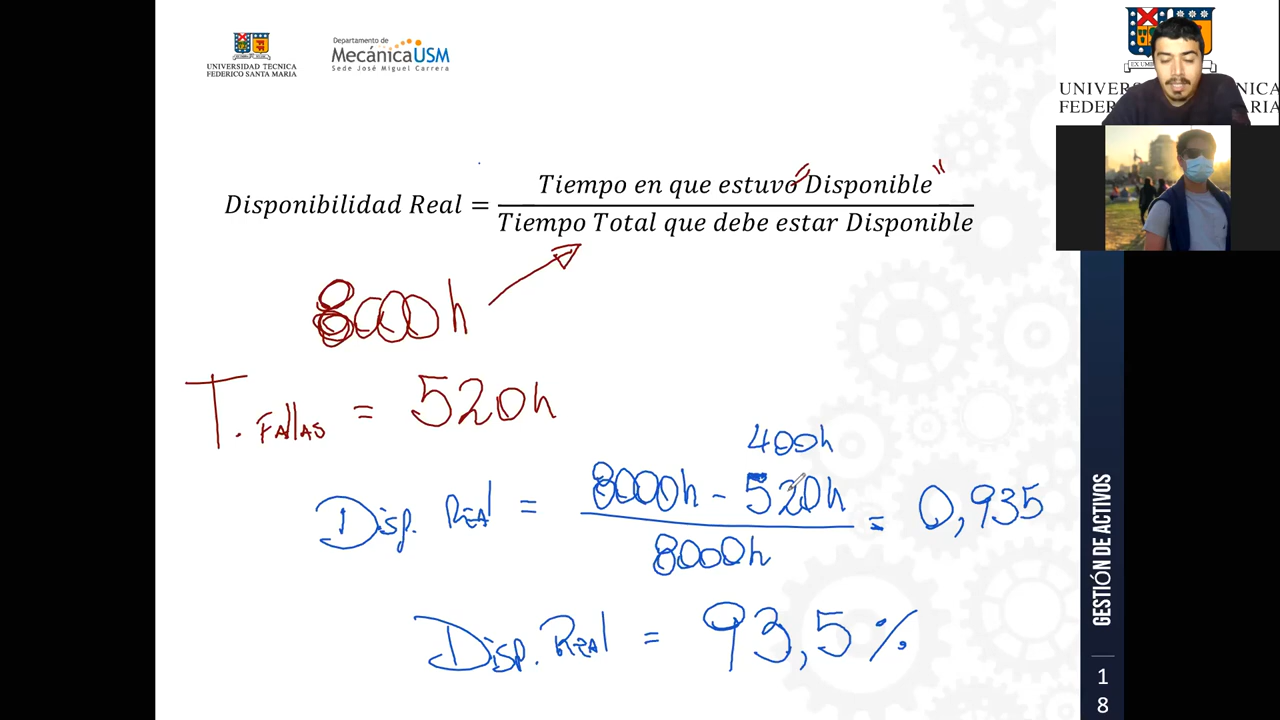 UNIVERSIDAD TECNICA
FEDERICO SANTA MARIA
Departamento de
MecánicaUSM
Sede José Miguel Carrera
Disponibilidad Real = Tiempo en que estuvo "Disponible"
Tiempo Total que debe estar Disponible
8000h
T. FALLAS = 520h
400h
Disp. REAL = 8000h - 520h = 0,935
8000h
Disp. REAL = 93,5%
GESTIÓN DE ACTIVOS
1
8